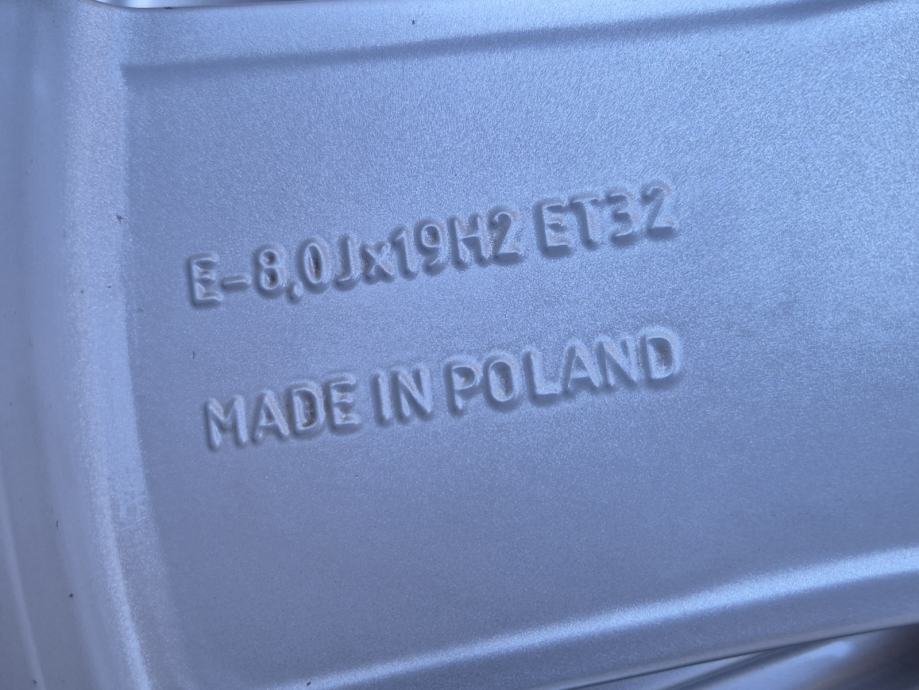 E-8,0Jx19H2 ET32
MADE IN POLAND